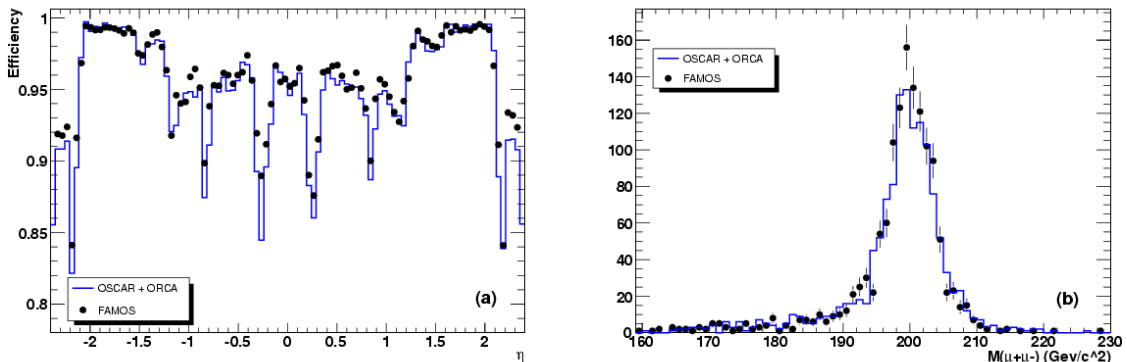 Efficiency
1
0.95
0.9
0.85
0.8
OSCAR + ORCA
FAMOS
(a)
-2 -1.5 -1 -0.5 0 0.5 1 1.5 2
η
160
140
120
100
80
60
40
20
0
OSCAR + ORCA
FAMOS
(b)
160 170 180 190 200 210 220 230
M(μ+μ-) (Gev/c^2)